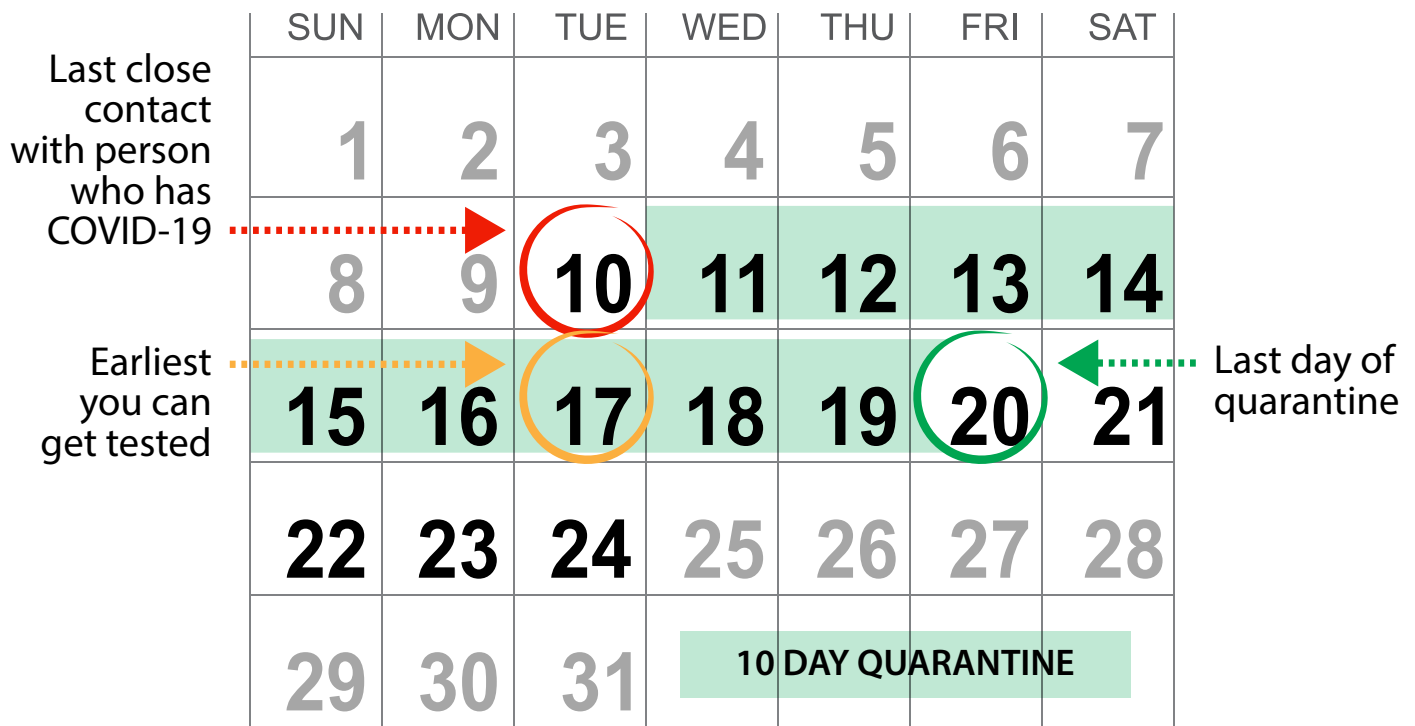 SUN MON TUE WED THU FRI SAT
Last close
contact
with person
who has
COVID-19
1 2 3 4 5 6 7
8 9 10 11 12 13 14
Earliest
you can
get tested
15 16 17 18 19 20 21
Last day of
quarantine
22 23 24 25 26 27 28
29 30 31
10 DAY QUARANTINE